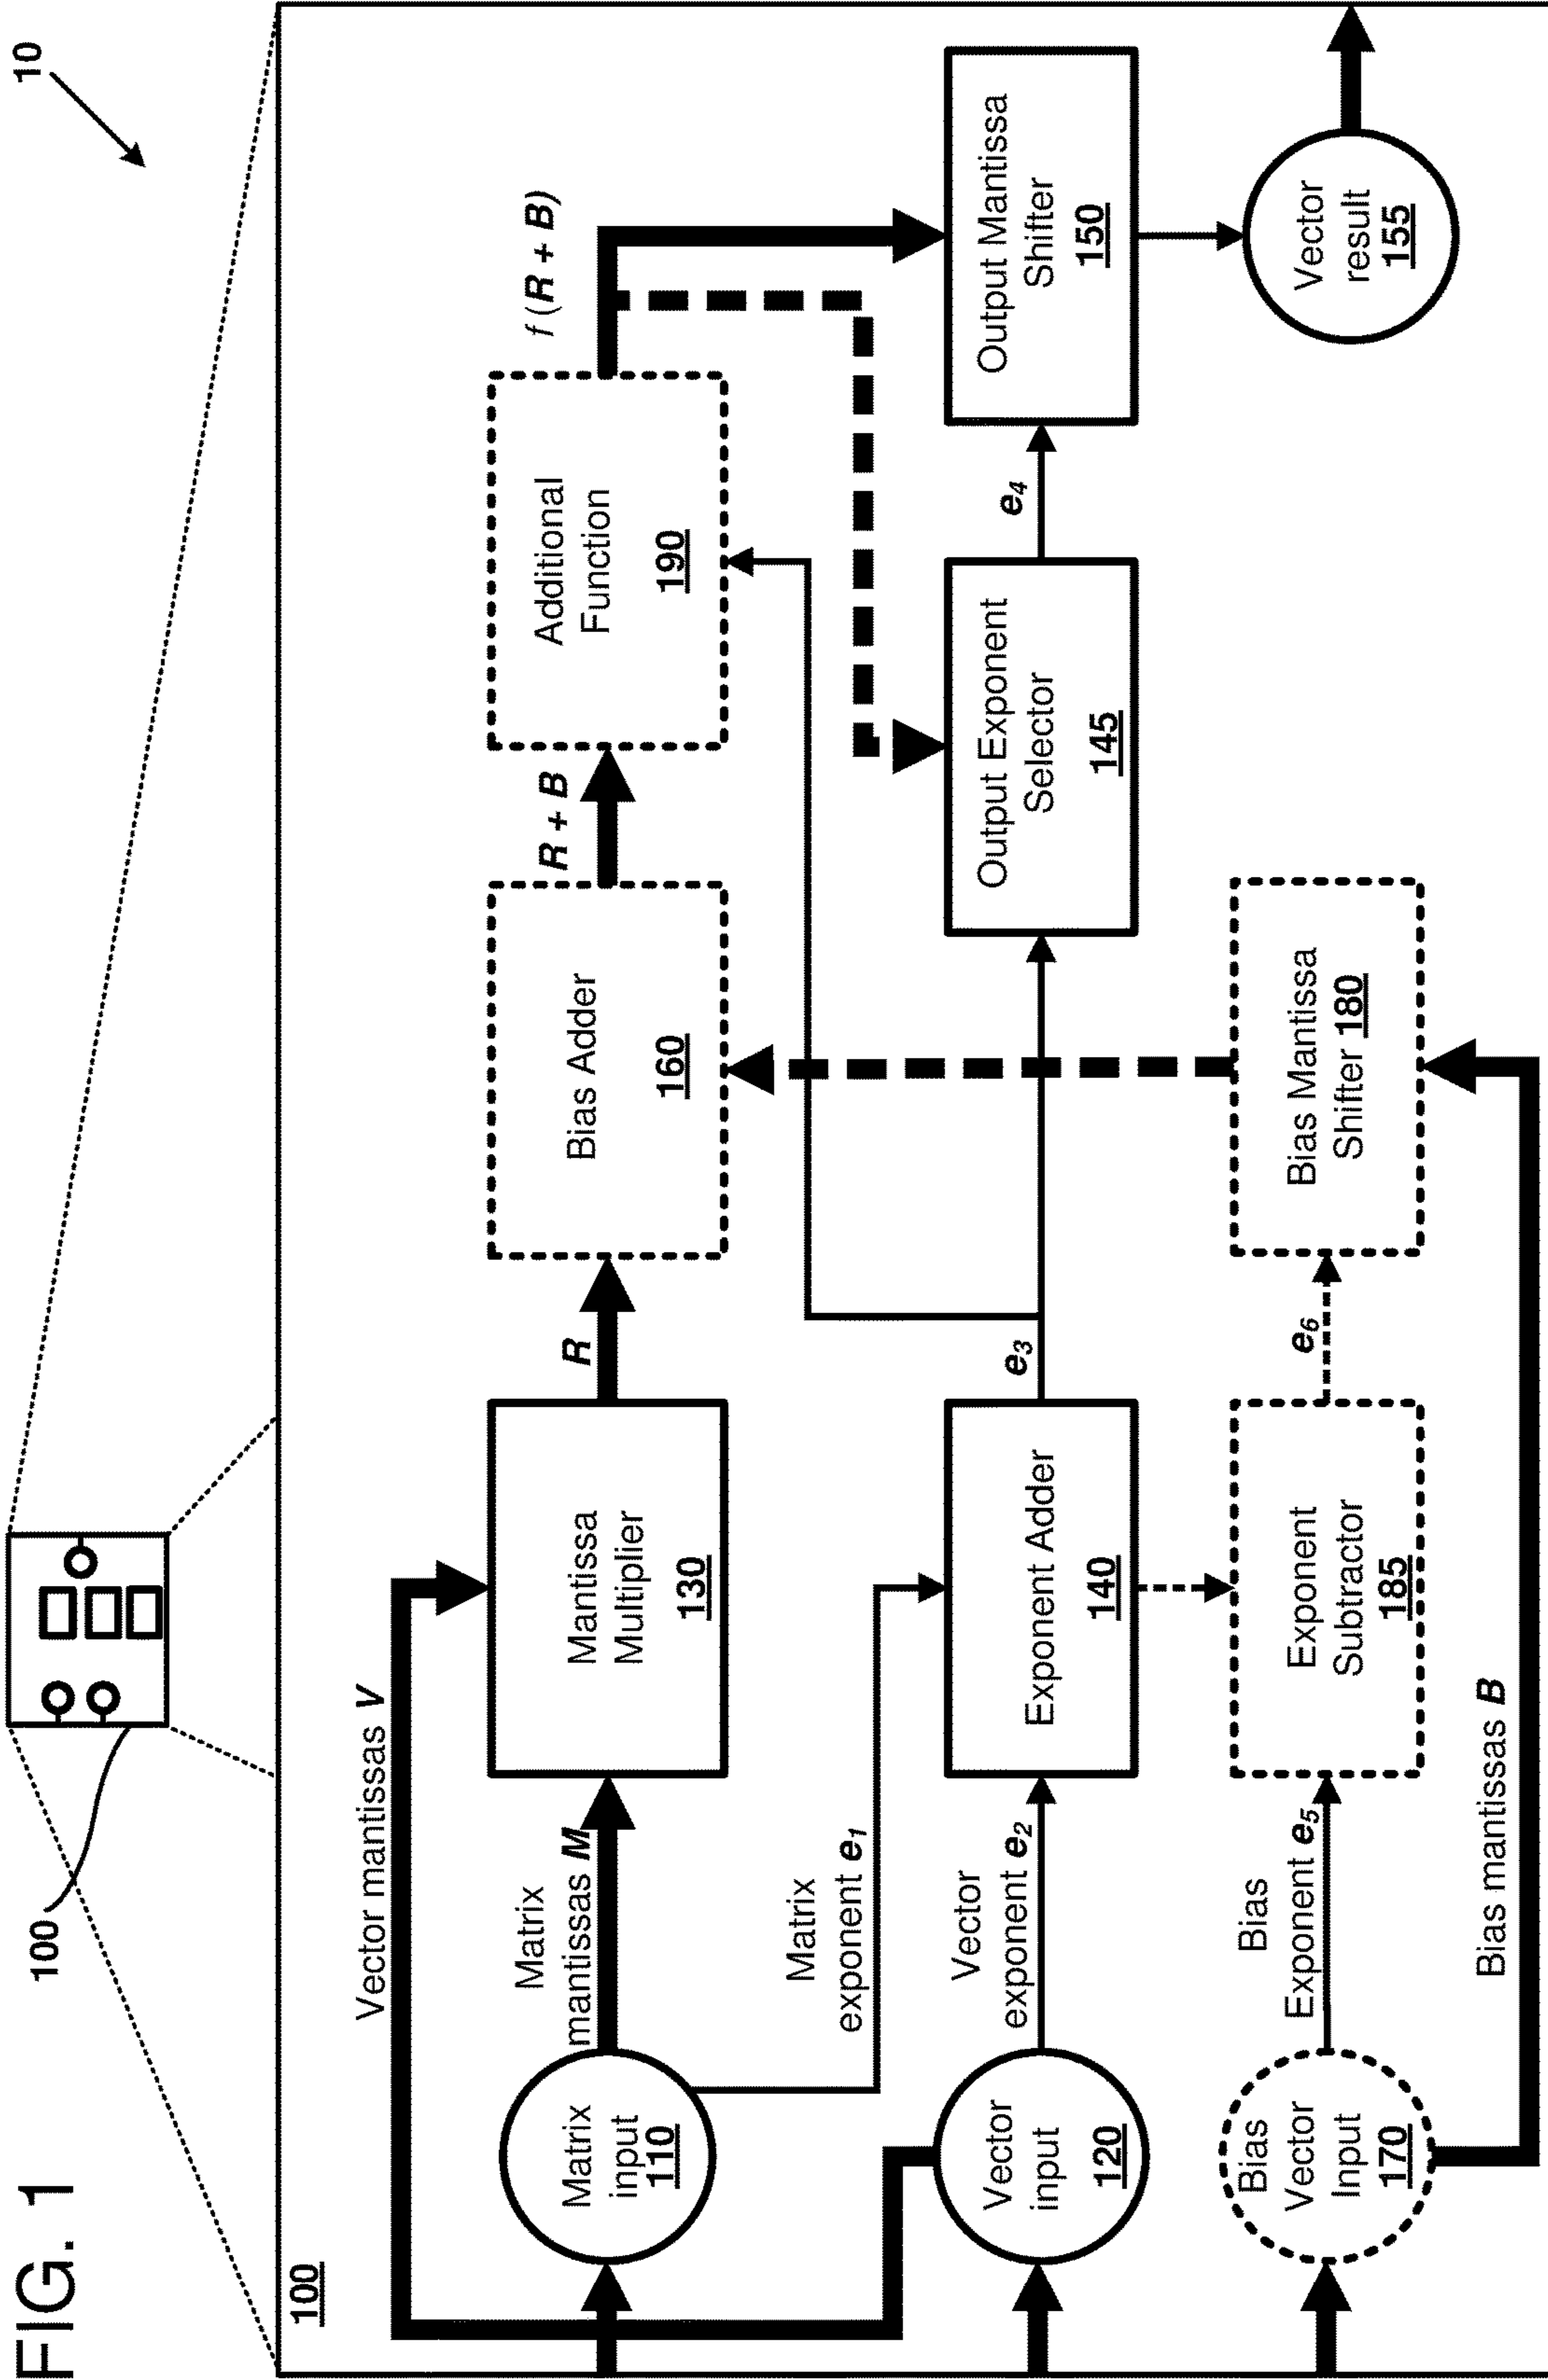 FIG. 1
10
100
100
Vector mantissas V
Matrix
mantissas M
Matrix
input
110
Mantissa
Multiplier
130
R
Bias Adder
160
R + B
Additional
Function
190
f (R + B)
Matrix
exponent e1
Vector
exponent e2
Vector
input
120
Exponent Adder
140
e3
Output Exponent
Selector
145
e4
Output Mantissa
Shifter
150
Bias
Exponent e5
Bias
Vector
Input
170
Exponent
Subtractor
185
e6
Bias Mantissa
Shifter 180
Vector
result
155
Bias mantissas B